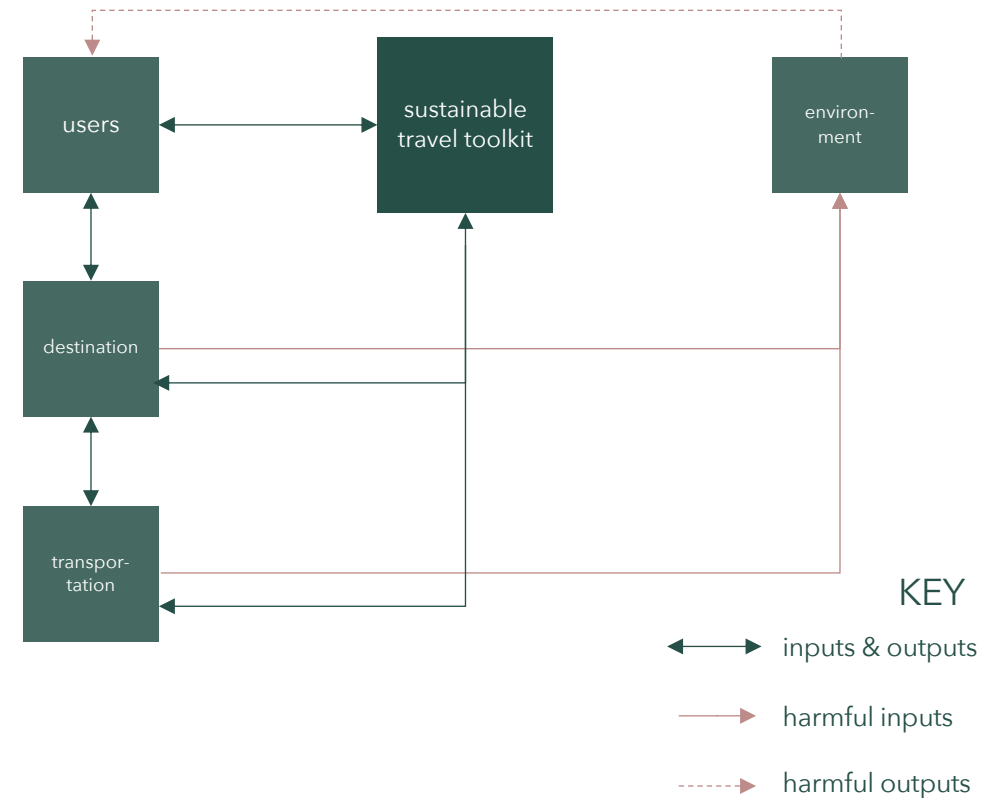 users
sustainable
travel toolkit
environ-
ment
destination
transpor-
tation
KEY
inputs & outputs
harmful inputs
harmful outputs